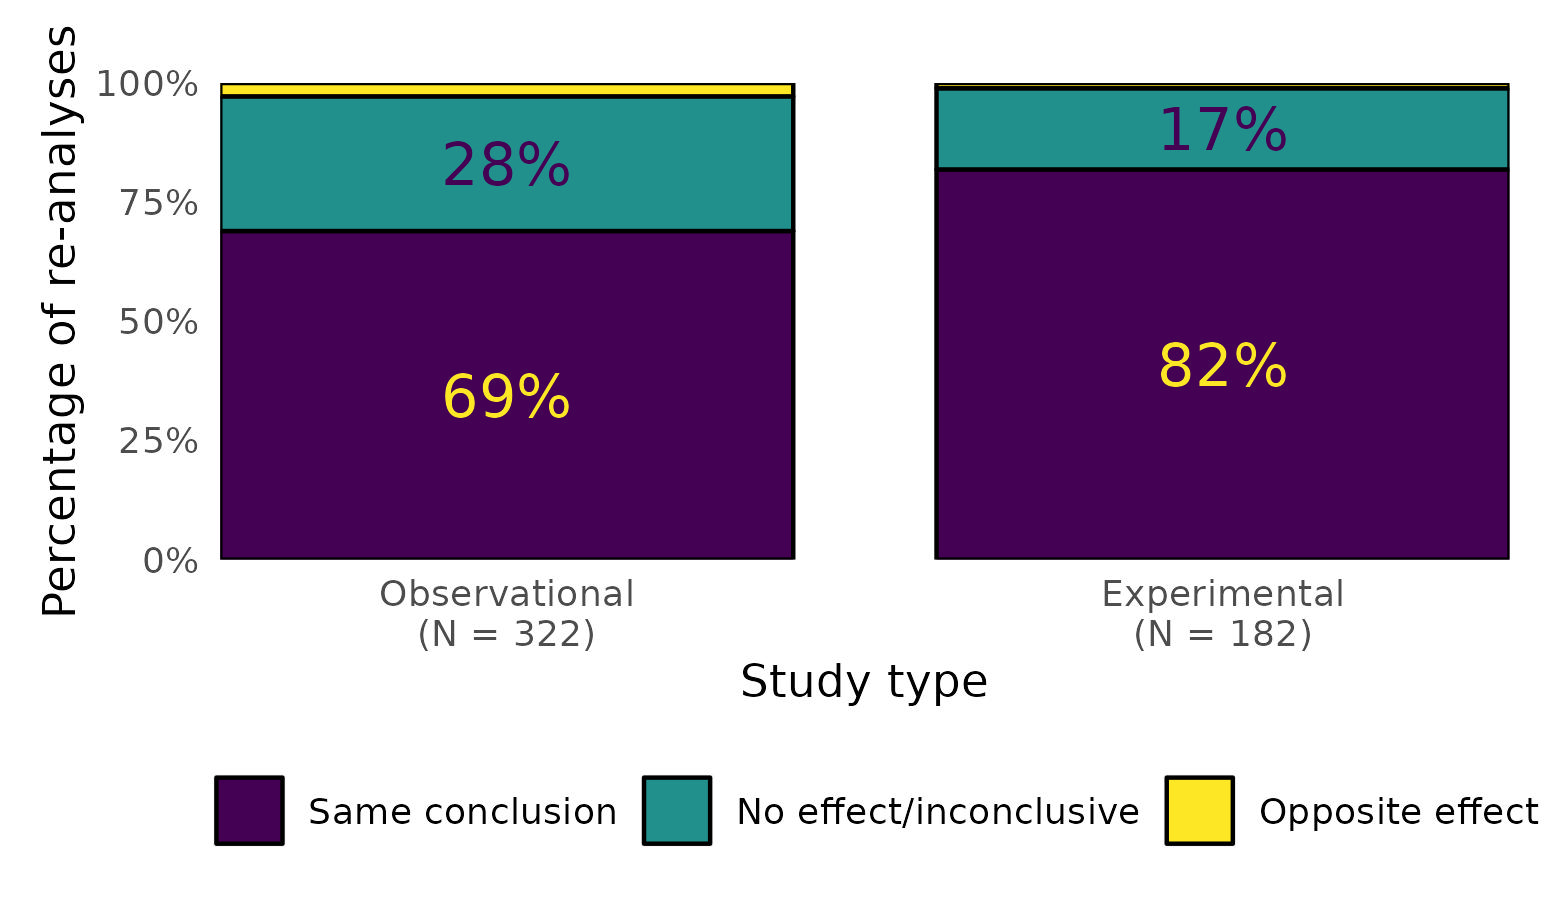 Percentage of re-analyses
100%
75%
50%
25%
0%
28%
69%
17%
82%
Observational
(N = 322)
Experimental
(N = 182)
Study type
Same conclusion
No effect/inconclusive
Opposite effect